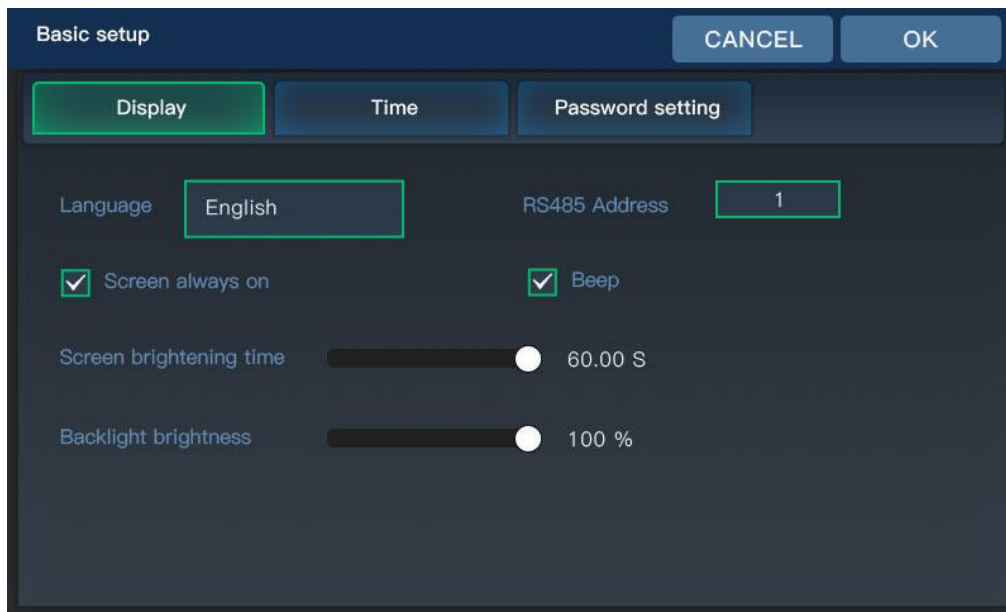 Basic setup CANCEL OK
Display Time Password setting
Language English RS485 Address 1
Screen always on Beep
Screen brightening time 60.00 S
Backlight brightness 100 %